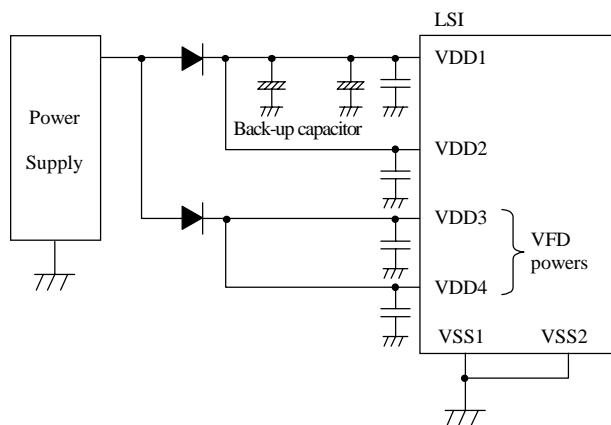 LSI
VDD1
Power
Supply
Back-up capacitor
VDD2
VDD3
VFD
powers
VDD4
VSS1 VSS2